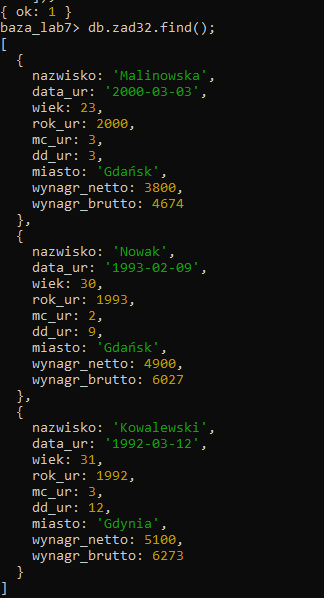 { ok: 1 }
baza_lab7> db.zad32.find();
[
  {
    nazwisko: 'Malinowska',
    data_ur: '2000-03-03',
    wiek: 23,
    rok_ur: 2000,
    mc_ur: 3,
    dd_ur: 3,
    miasto: 'Gdańsk',
    wynagr_netto: 3800,
    wynagr_brutto: 4674
  },
  {
    nazwisko: 'Nowak',
    data_ur: '1993-02-09',
    wiek: 30,
    rok_ur: 1993,
    mc_ur: 2,
    dd_ur: 9,
    miasto: 'Gdańsk',
    wynagr_netto: 4900,
    wynagr_brutto: 6027
  },
  {
    nazwisko: 'Kowalewski',
    data_ur: '1992-03-12',
    wiek: 31,
    rok_ur: 1992,
    mc_ur: 3,
    dd_ur: 12,
    miasto: 'Gdynia',
    wynagr_netto: 5100,
    wynagr_brutto: 6273
  }
]